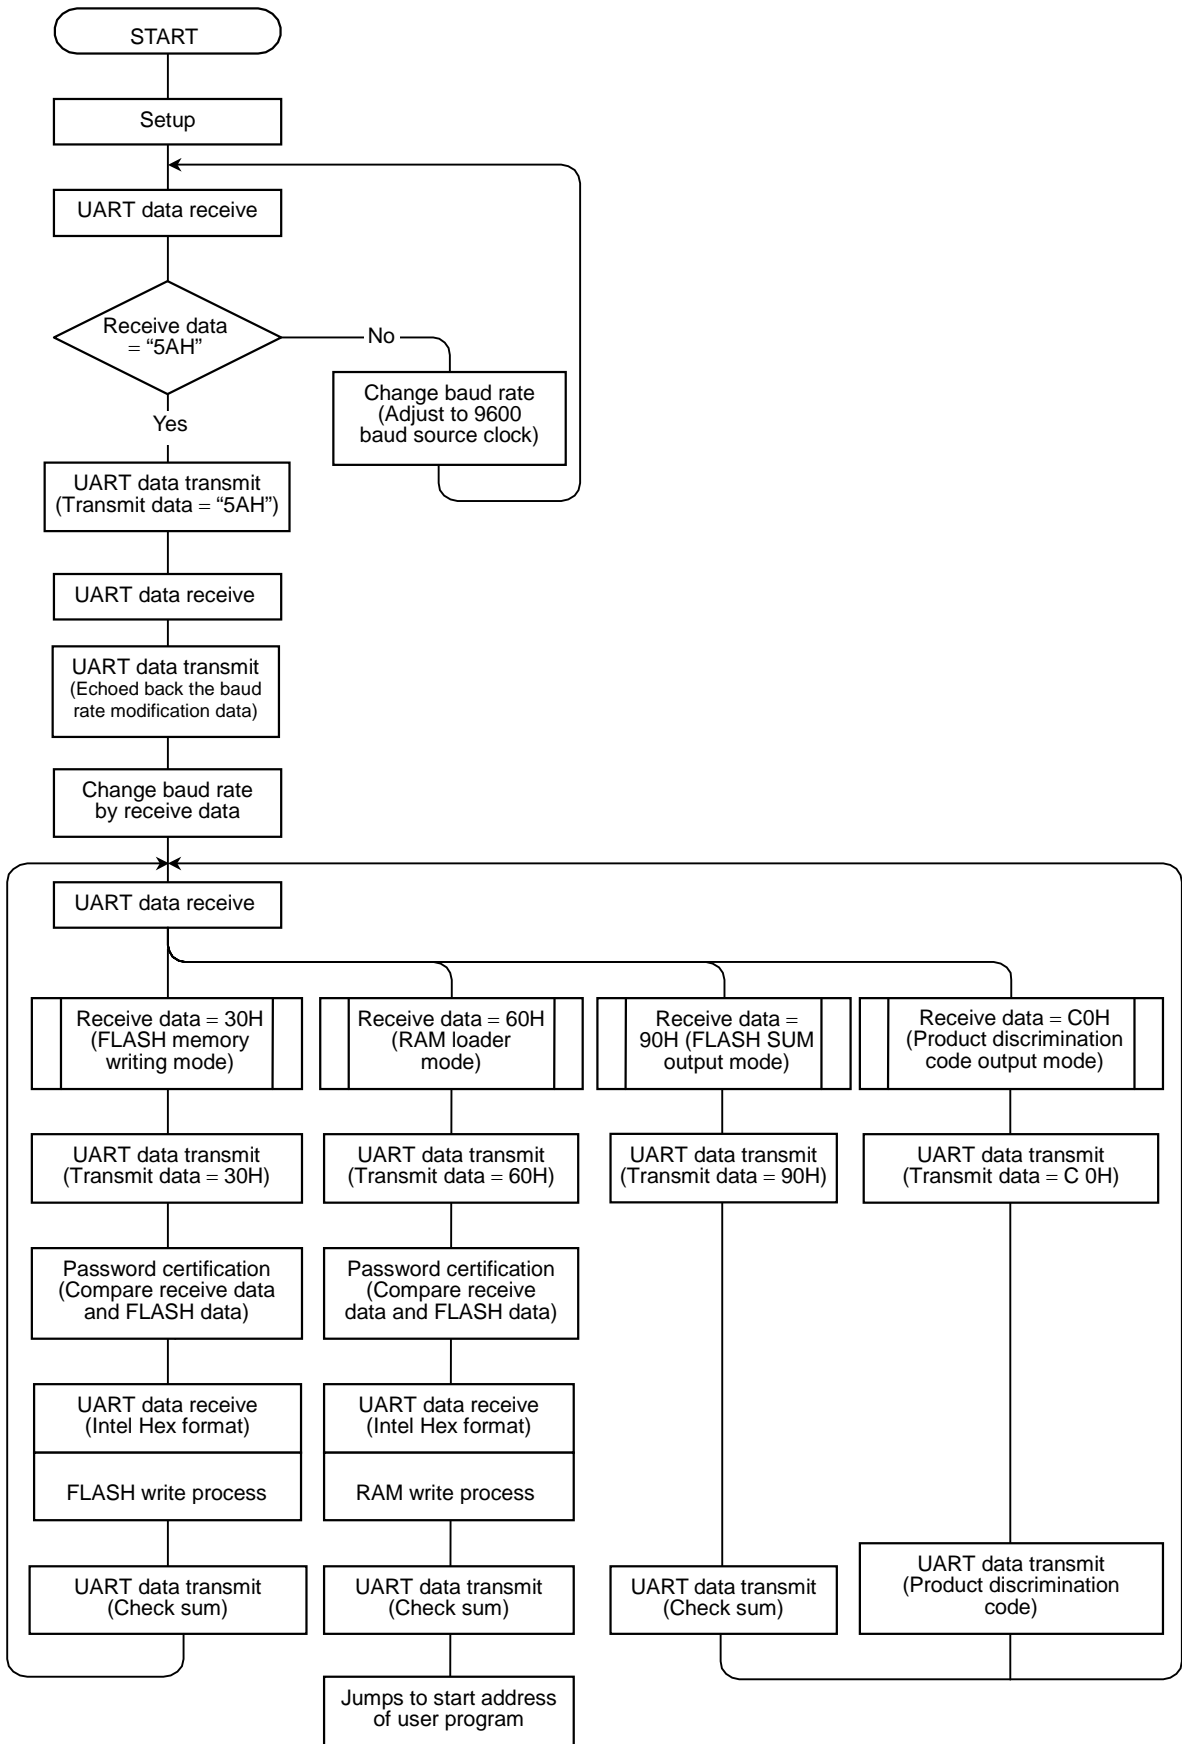 START
Setup
UART data receive
Receive data
= “5AH”
No
Change baud rate
(Adjust to 9600
baud source clock)
Yes
UART data transmit
(Transmit data = “5AH”)
UART data receive
UART data transmit
(Echoed back the baud
rate modification data)
Change baud rate
by receive data
UART data receive
Receive data = 30H
(FLASH memory
writing mode)
Receive data = 60H
(RAM loader
mode)
Receive data =
90H (FLASH SUM
output mode)
Receive data = C0H
(Product discrimination
code output mode)
UART data transmit
(Transmit data = 30H)
UART data transmit
(Transmit data = 60H)
UART data transmit
(Transmit data = 90H)
UART data transmit
(Transmit data = C 0H)
Password certification
(Compare receive data
and FLASH data)
Password certification
(Compare receive
data and FLASH data)
UART data receive
(Intel Hex format)
FLASH write process
UART data receive
(Intel Hex format)
RAM write process
UART data transmit
(Check sum)
UART data transmit
(Check sum)
UART data transmit
(Check sum)
UART data transmit
(Product discrimination
code)
Jumps to start address
of user program